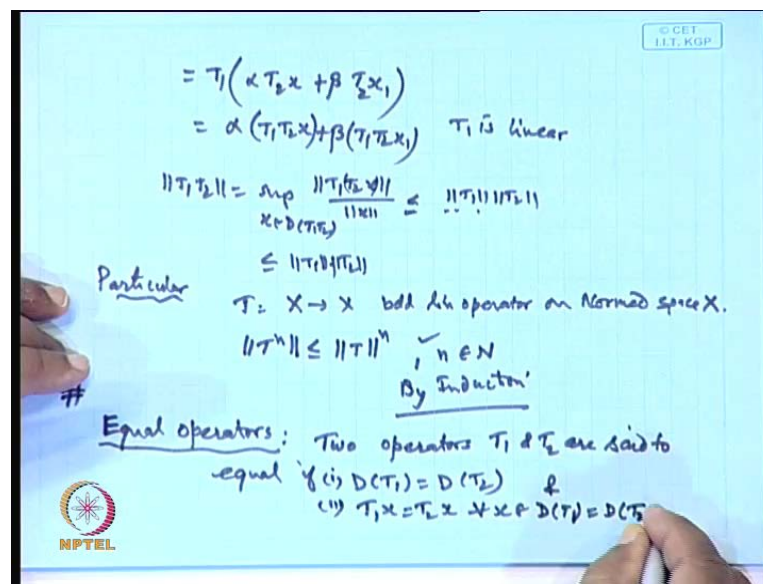 © CET
I.I.T. KGP
= T₁(α T₂x + β T₂x₁)
= α (T₁T₂x) + β(T₁T₂x₁) T₁ is linear
||T₁T₂|| = sup x∈D(T₁T₂) ||T₁(T₂x)|| / ||x|| ≤ ||T₁|| ||T₂||
≤ ||T₁|| ||T₂||
Particular
T: X → X bdd lin operator on Normed space X.
||Tⁿ|| ≤ ||T||ⁿ , n ∈ N
By Induction
#
Equal operators: Two operators T₁ & T₂ are said to
equal if (i) D(T₁) = D(T₂) &
(ii) T₁x = T₂x ∀ x ∈ D(T₁) = D(T₂
NPTEL